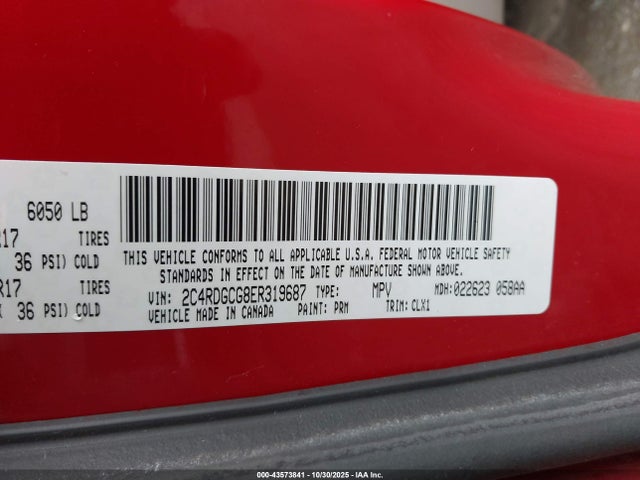 6050 LB
R17 TIRES
36 PSI) COLD
R17 TIRES
36 PSI) COLD
THIS VEHICLE CONFORMS TO ALL APPLICABLE U.S.A. FEDERAL MOTOR VEHICLE SAFETY
STANDARDS IN EFFECT ON THE DATE OF MANUFACTURE SHOWN ABOVE.
VIN: 2C4RDGCG8ER319687 TYPE: MPV MDH: 022623 058AA
VEHICLE MADE IN CANADA PAINT: PRM TRIM: CLX1
000-43573841 - 10/30/2025 - © IAA Inc.